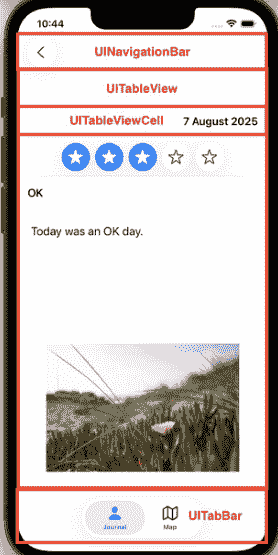 10:44
UINavigationBar
UITableView
UITableViewCell 7 August 2025
OK
Today was an OK day.
Journal Map UITabBar